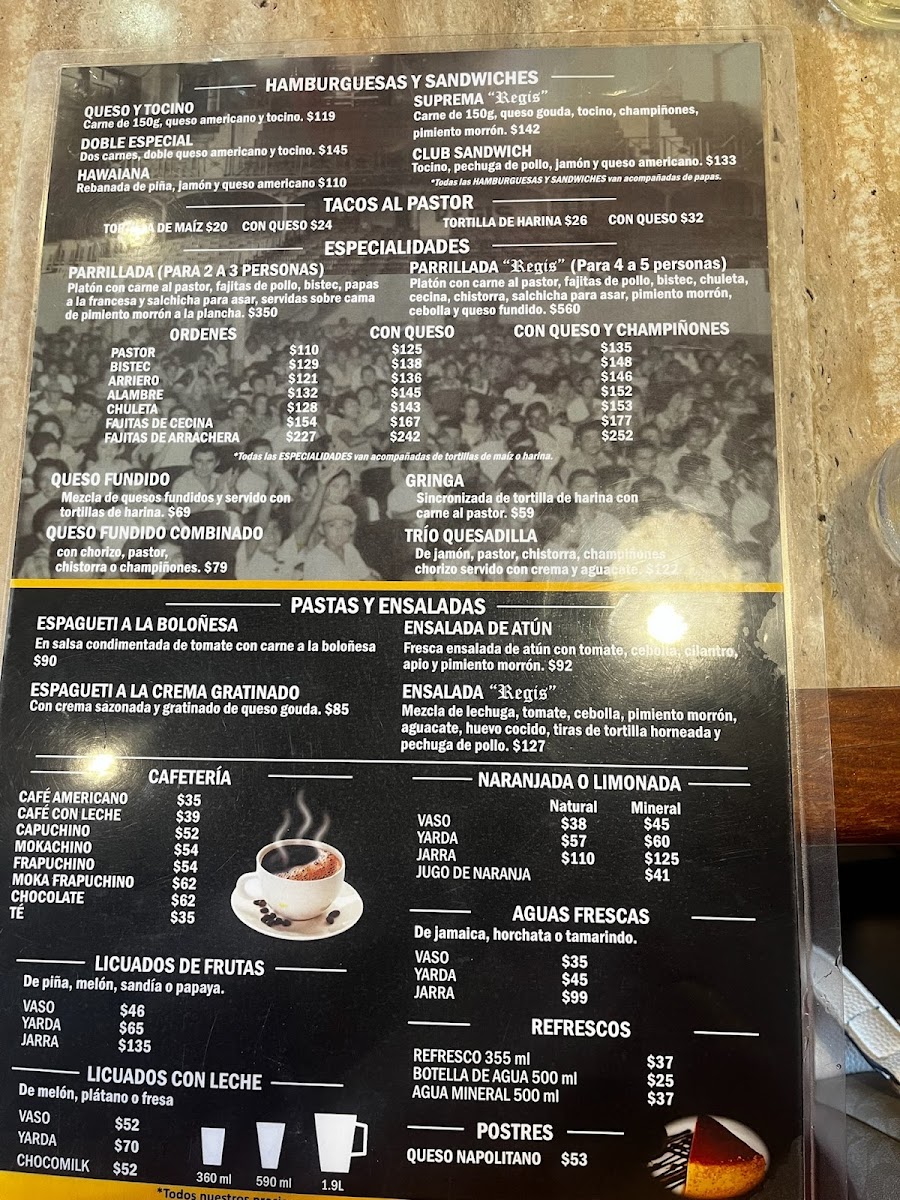 HAMBURGUESAS Y SANDWICHES
QUESO Y TOCINO
Carne de 150g, queso americano y tocino. $119
DOBLE ESPECIAL
Dos carnes, doble queso americano y tocino. $145
HAWAIANA
Rebanada de piña, jamón y queso americano $110
SUPREMA "Regis"
Carne de 150g, queso gouda, tocino, champiñones,
pimiento morrón. $142
CLUB SANDWICH
Tocino, pechuga de pollo, jamón y queso americano. $133
*Todas las HAMBURGUESAS Y SANDWICHES van acompañadas de papas.
TACOS AL PASTOR
TORTILLA DE MAÍZ $20 CON QUESO $24
TORTILLA DE HARINA $26 CON QUESO $32
ESPECIALIDADES
PARRILLADA (PARA 2 A 3 PERSONAS)
Platón con carne al pastor, fajitas de pollo, bistec, papas
a la francesa y salchicha para asar, servidas sobre cama
de pimiento morrón a la plancha. $350
PARRILLADA "Regis" (Para 4 a 5 personas)
Platón con carne al pastor, fajitas de pollo, bistec, chuleta,
cecina, chistorra, salchicha para asar, pimiento morrón,
cebolla y queso fundido. $560
ORDENES CON QUESO CON QUESO Y CHAMPIÑONES
PASTOR $110 $125 $135
BISTEC $129 $138 $148
ARRIERO $121 $136 $146
ALAMBRE $132 $145 $152
CHULETA $128 $143 $153
FAJITAS DE CECINA $154 $167 $177
FAJITAS DE ARRACHERA $227 $242 $252
*Todas las ESPECIALIDADES van acompañadas de tortillas de maíz o harina.
QUESO FUNDIDO
Mezcla de quesos fundidos y servido con
tortillas de harina. $69
QUESO FUNDIDO COMBINADO
con chorizo, pastor,
chistorra o champiñones. $79
GRINGA
Sincronizada de tortilla de harina con
carne al pastor. $59
TRÍO QUESADILLA
De jamón, pastor, chistorra, champiñones
chorizo servido con crema y aguacate. $122
PASTAS Y ENSALADAS
ESPAGUETI A LA BOLOÑESA
En salsa condimentada de tomate con carne a la boloñesa
$90
ESPAGUETI A LA CREMA GRATINADO
Con crema sazonada y gratinado de queso gouda. $85
ENSALADA DE ATÚN
Fresca ensalada de atún con tomate, cebolla, cilantro,
apio y pimiento morrón. $92
ENSALADA "Regis"
Mezcla de lechuga, tomate, cebolla, pimiento morrón,
aguacate, huevo cocido, tiras de tortilla horneada y
pechuga de pollo. $127
CAFETERÍA
CAFÉ AMERICANO $35
CAFÉ CON LECHE $39
CAPUCHINO $52
MOKACHINO $54
FRAPUCHINO $54
MOKA FRAPUCHINO $62
CHOCOLATE $62
TÉ $35
LICUADOS DE FRUTAS
De piña, melón, sandía o papaya.
VASO $46
YARDA $65
JARRA $135
LICUADOS CON LECHE
De melón, plátano o fresa
VASO $52
YARDA $70
CHOCOMILK $52
360 ml 590 ml 1.9L
NARANJADA O LIMONADA
Natural Mineral
VASO $38 $45
YARDA $57 $60
JARRA $110 $125
JUGO DE NARANJA $41
AGUAS FRESCAS
De jamaica, horchata o tamarindo.
VASO $35
YARDA $45
JARRA $99
REFRESCOS
REFRESCO 355 ml $37
BOTELLA DE AGUA 500 ml $25
AGUA MINERAL 500 ml $37
POSTRES
QUESO NAPOLITANO $53
*Todos nuestros